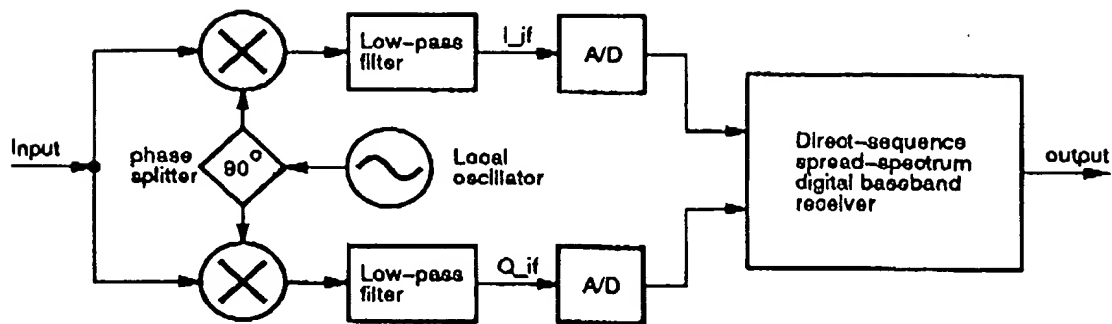 Low-pass
filter
I_if
A/D
Input
phase
splitter
90°
Local
oscillator
Direct-sequence
spread-spectrum
digital baseband
receiver
output
Low-pass
filter
Q_if
A/D